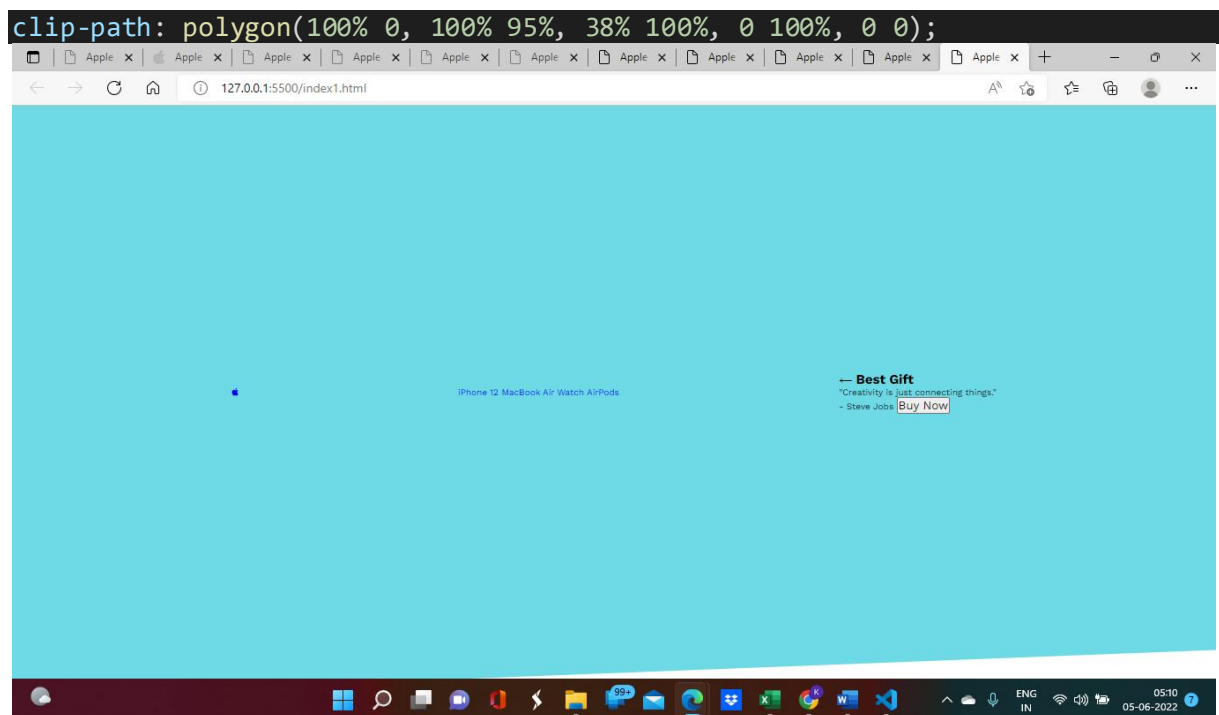 clip-path: polygon(100% 0, 100% 95%, 38% 100%, 0 100%, 0 0);
Apple Apple Apple Apple Apple Apple Apple Apple Apple Apple Apple
127.0.0.1:5500/index1.html
iPhone 12 MacBook Air Watch AirPods
← Best Gift
"Creativity is just connecting things."
- Steve Jobs Buy Now
99+
K
ENG
IN
05:10
05-06-2022
7